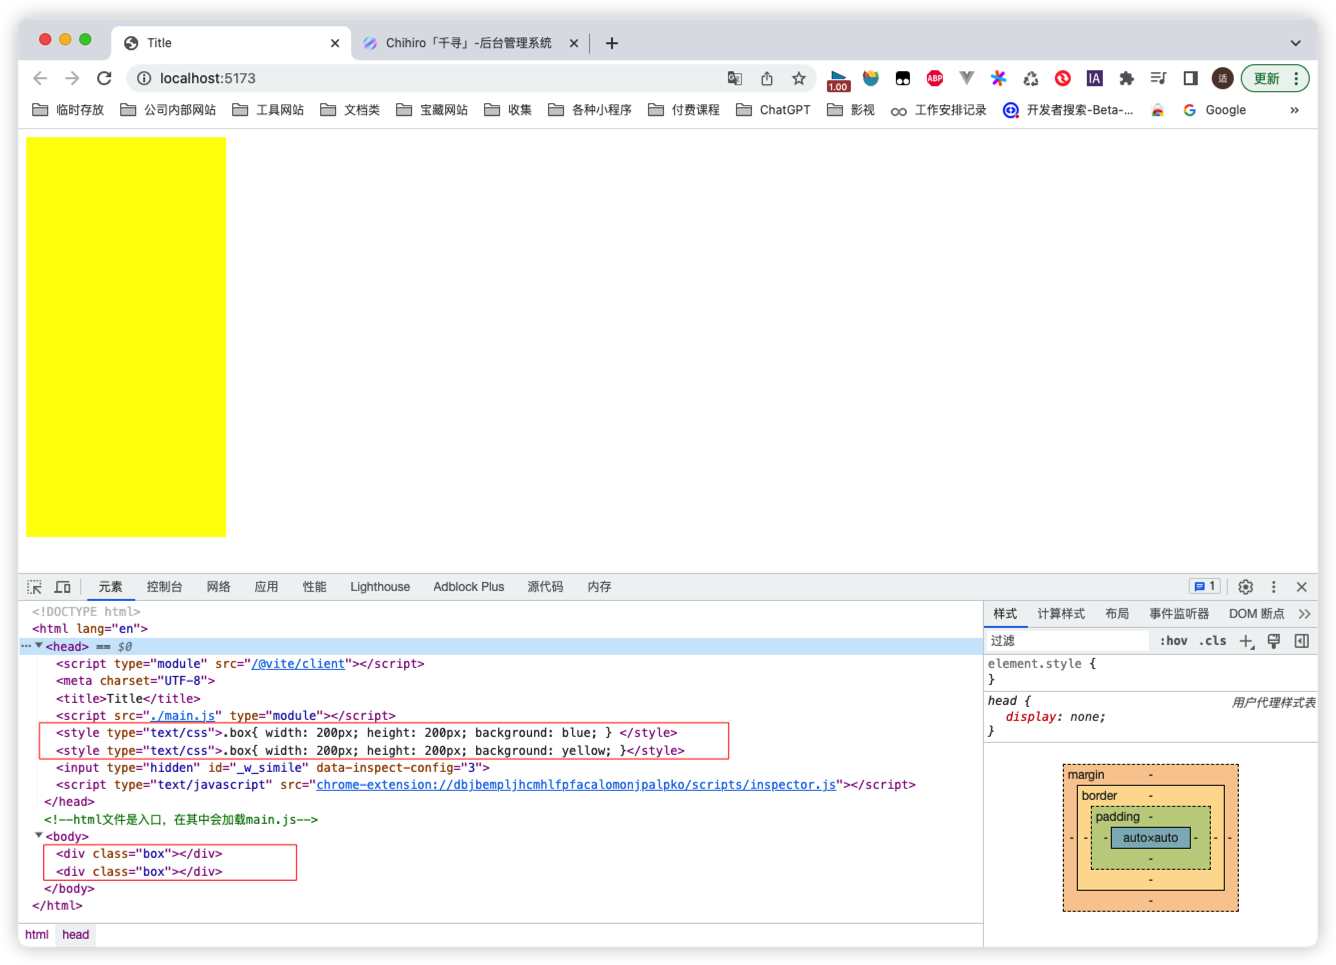 Title
Chihiro「千寻」-后台管理系统
localhost:5173
1.00
ABP
IA
适
更新
临时存放
公司内部网站
工具网站
文档类
宝藏网站
收集
各种小程序
付费课程
ChatGPT
影视
工作安排记录
开发者搜索-Beta-...
Google
»
元素 控制台 网络 应用 性能 Lighthouse Adblock Plus 源代码 内存 1
<!DOCTYPE html>
<html lang="en">
<head> == $0
<script type="module" src="/@vite/client"></script>
<meta charset="UTF-8">
<title>Title</title>
<script src="./main.js" type="module"></script>
<style type="text/css">.box{ width: 200px; height: 200px; background: blue; } </style>
<style type="text/css">.box{ width: 200px; height: 200px; background: yellow; }</style>
<input type="hidden" id="_w_simile" data-inspect-config="3">
<script type="text/javascript" src="chrome-extension://dbjbempljhcmhlfpfacalomonjpalpko/scripts/inspector.js"></script>
</head>
<!--html文件是入口，在其中会加载main.js-->
<body>
<div class="box"></div>
<div class="box"></div>
</body>
</html>
html head
样式 计算样式 布局 事件监听器 DOM 断点
过滤 :hov .cls
element.style {
}
head { 用户代理样式表
display: none;
}
margin -
border -
padding -
- - - auto×auto - - -
-
-
-